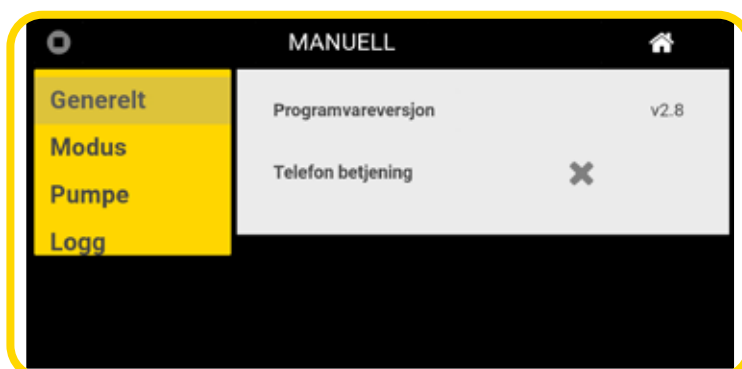 MANUELL
Generelt
Modus
Pumpe
Logg
Programvareversjon v2.8
Telefon betjening